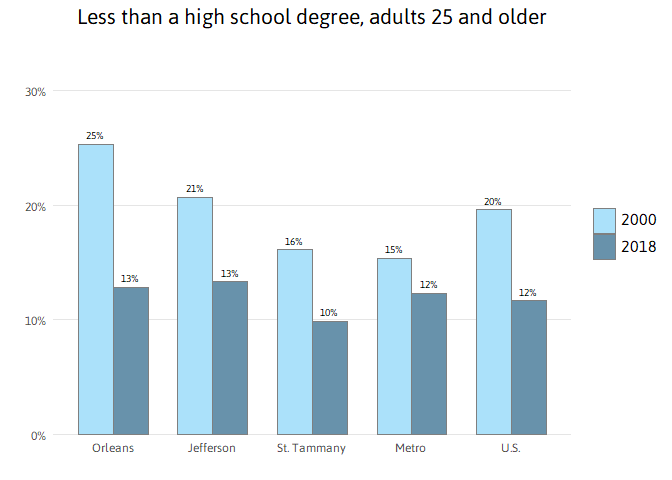 Less than a high school degree, adults 25 and older
30%
20%
10%
0%
25%
13%
21%
13%
16%
10%
15%
12%
20%
12%
Orleans
Jefferson
St. Tammany
Metro
U.S.
2000
2018